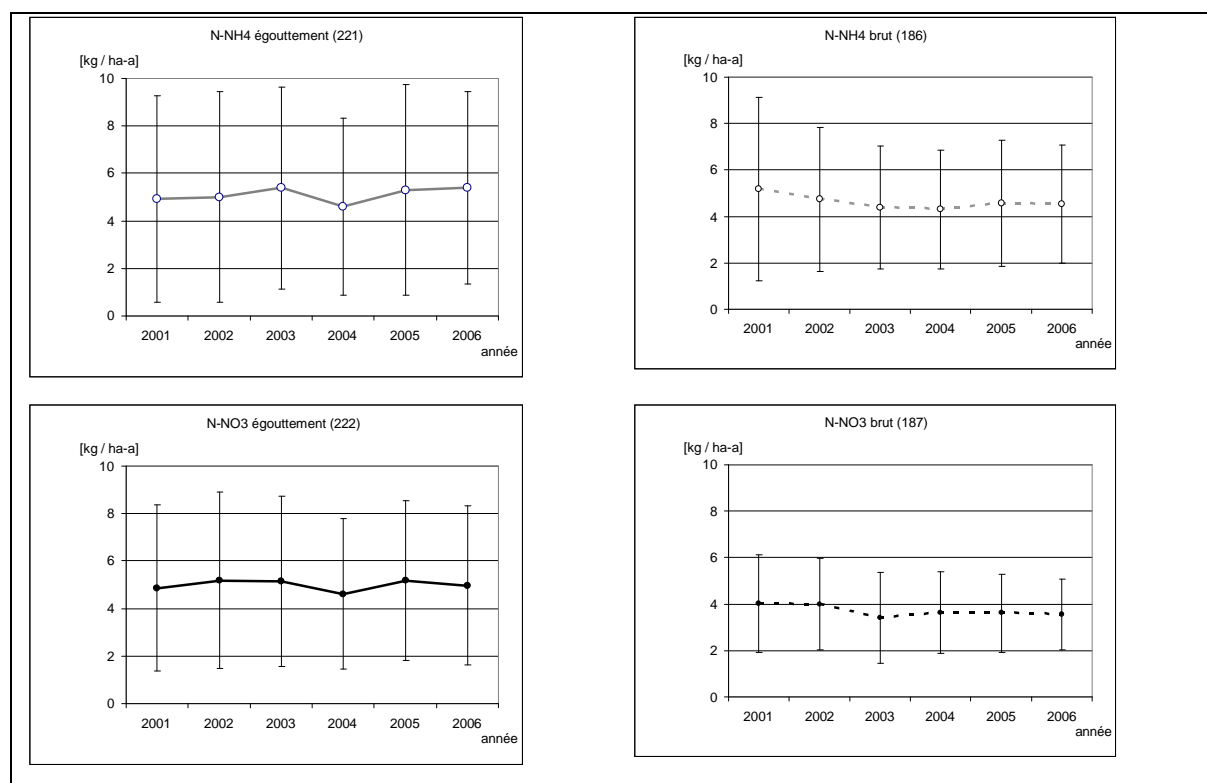 N-NH4 égouttement (221)
[kg / ha-a]
10
8
6
4
2
0
2001 2002 2003 2004 2005 2006
année
N-NH4 brut (186)
[kg / ha-a]
10
8
6
4
2
0
2001 2002 2003 2004 2005 2006
année
N-NO3 égouttement (222)
[kg / ha-a]
10
8
6
4
2
0
2001 2002 2003 2004 2005 2006
année
N-NO3 brut (187)
[kg / ha-a]
10
8
6
4
2
0
2001 2002 2003 2004 2005 2006
année